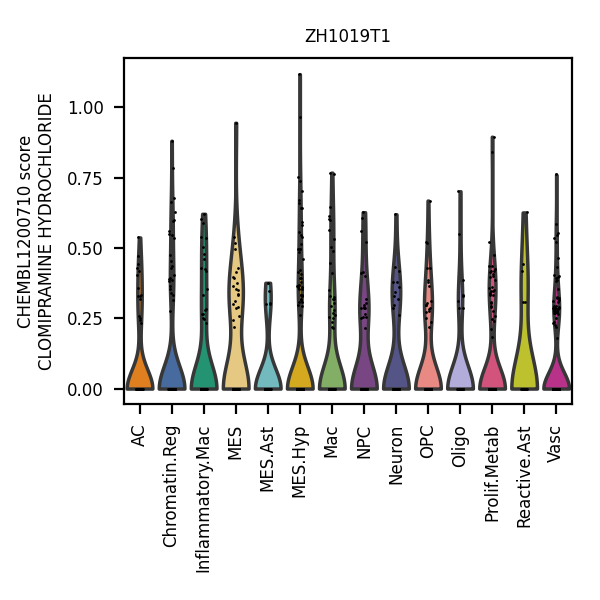 ZH1019T1
CHEMBL1200710 score
CLOMIPRAMINE HYDROCHLORIDE
1.00
0.75
0.50
0.25
0.00
AC
Chromatin.Reg
Inflammatory.Mac
MES
MES.Ast
MES.Hyp
Mac
NPC
Neuron
OPC
Oligo
Prolif.Metab
Reactive.Ast
Vasc